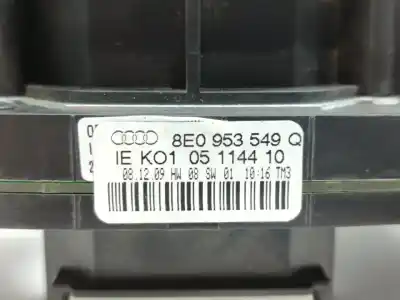 8E0 953 549 Q
IE KO1 05 1144 10
08.12.09 HW 08 SW 01 10:16 TM3